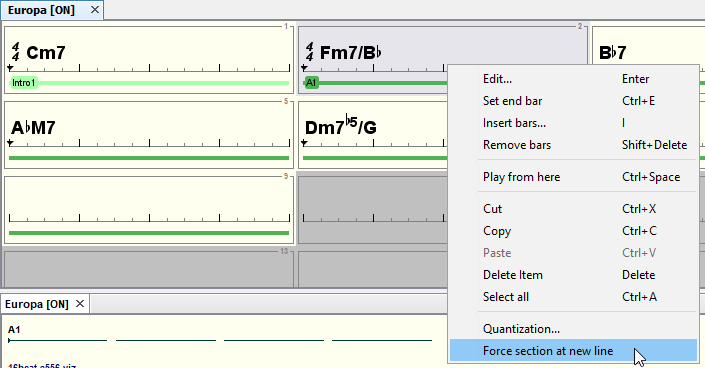 Europa [ON] ×
1
2
4
4 Cm7
4
4 Fm7/B♭
B♭7
Intro1
A1
5
A♭M7
Dm7♭5/G
9
13
Edit... Enter
Set end bar Ctrl+E
Insert bars... I
Remove bars Shift+Delete
Play from here Ctrl+Space
Cut Ctrl+X
Copy Ctrl+C
Paste Ctrl+V
Delete Item Delete
Select all Ctrl+A
Quantization...
Force section at new line
Europa [ON] ×
A1